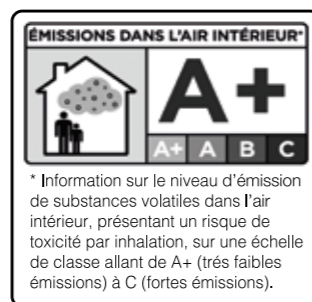 ÉMISSIONS DANS L'AIR INTÉRIEUR*
A+
A+ A B C
* Information sur le niveau d'émission
de substances volatiles dans l'air
intérieur, présentant un risque de
toxicité par inhalation, sur une échelle
de classe allant de A+ (trés faibles
émissions) à C (fortes émissions).